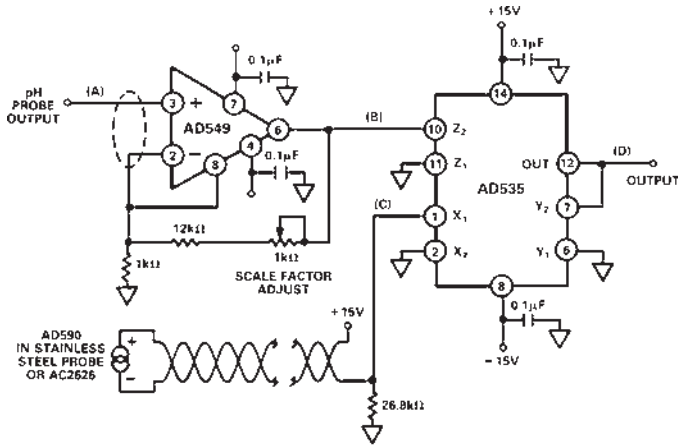 +15V
0.1µF
0.1µF
14
pH
PROBE
OUTPUT
(A)
3
+
7
AD549
6
(B)
10
Z2
2
−
8
4
0.1µF
11
Z1
OUT
12
(D)
OUTPUT
AD535
(C)
1
X1
Y2
7
12kΩ
1kΩ
SCALE FACTOR
ADJUST
1kΩ
2
X2
Y1
6
8
0.1µF
−15V
AD590
IN STAINLESS
STEEL PROBE
OR AC2626
+
−
+15V
26.8kΩ